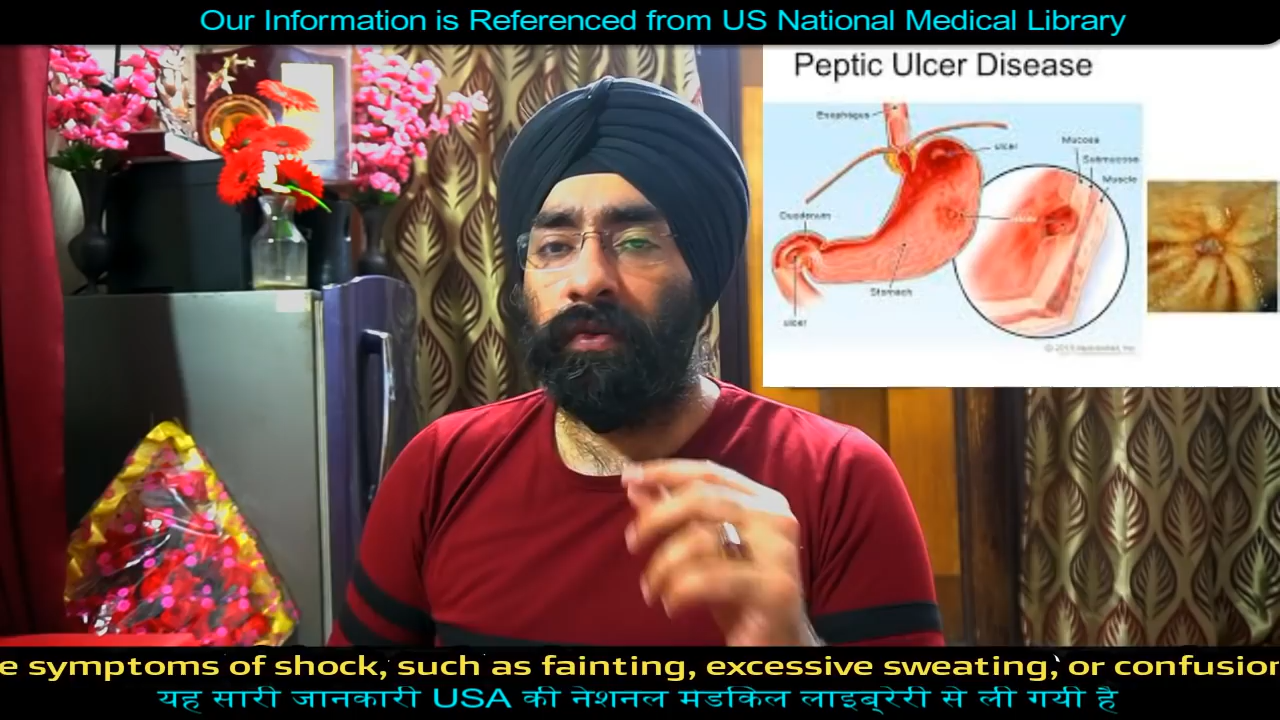 Our Information is Referenced from US National Medical Library
Peptic Ulcer Disease
Esophagus
ulcer
Mucosa
Submucosa
Muscle
Duodenum
Stomach
ulcer
e symptoms of shock, such as fainting, excessive sweating, or confusion
यह सारी जानकारी USA की नेशनल मडकिल लाइब्रेरी से ली गयी है